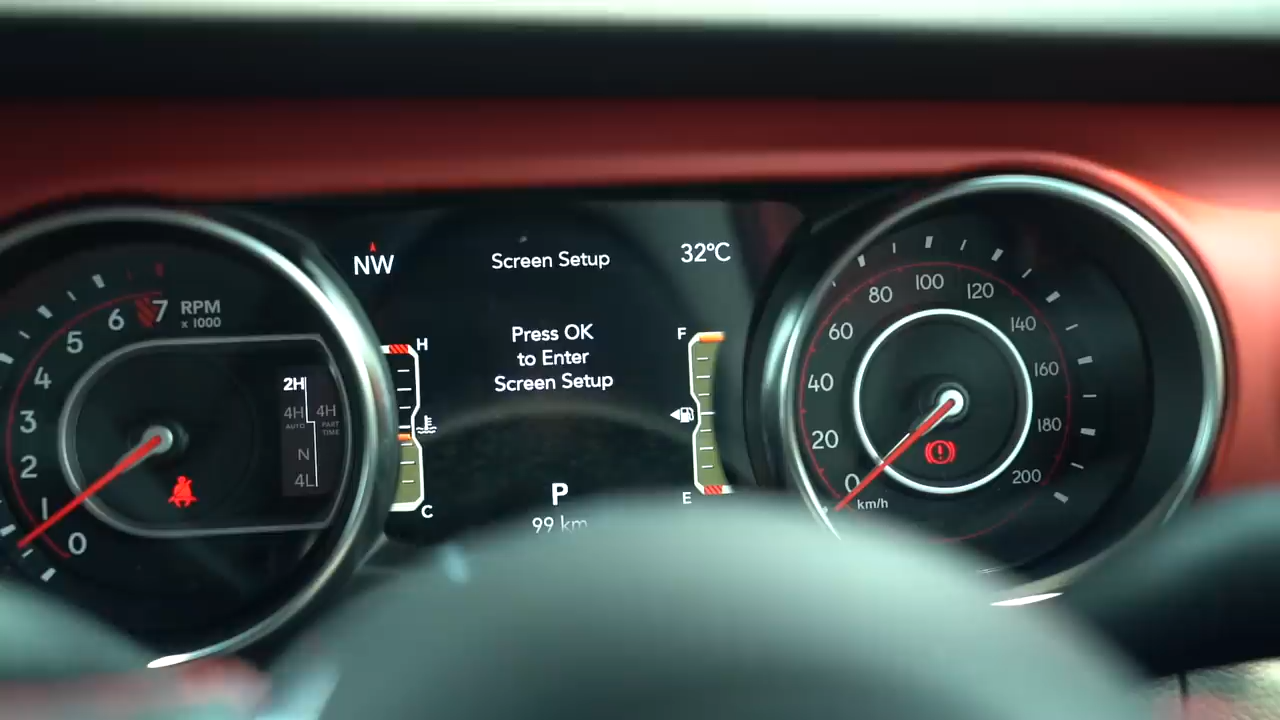 7
6
5
4
3
2
1
0
RPM
x 1000
2H
4H
AUTO
4H
PART
TIME
N
4L
NW
Screen Setup
32°C
H
C
Press OK
to Enter
Screen Setup
F
E
P
99 km
0
20
40
60
80
100
120
140
160
180
200
km/h